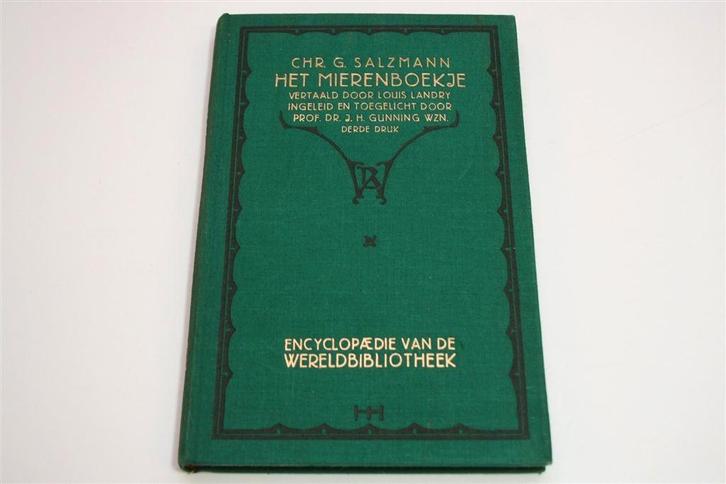 CHR. G. SALZMANN
HET MIERENBOEKJE
VERTAALD DOOR LOUIS LANDRY
INGELEID EN TOEGELICHT DOOR
PROF. DR. J. H. GUNNING WZN.
DERDE DRUK
ENCYCLOPÆDIE VAN DE
WERELDBIBLIOTHEEK